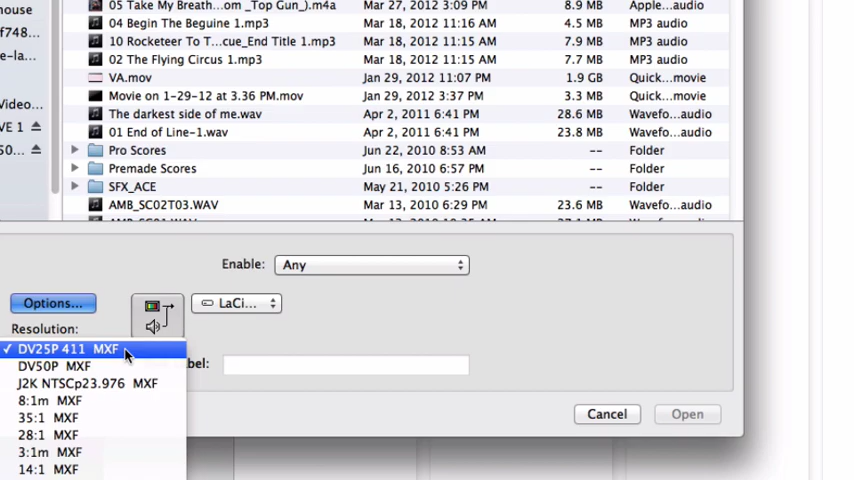 house
05 Take My Breath...om _Top Gun_).m4a Mar 27, 2012 3:09 PM 8.9 MB Apple...audio
04 Begin The Beguine 1.mp3 Mar 18, 2012 11:16 AM 4.5 MB MP3 audio
f748...
10 Rocketeer To T...cue_End Title 1.mp3 Mar 18, 2012 11:15 AM 7.9 MB MP3 audio
e-la...
02 The Flying Circus 1.mp3 Mar 18, 2012 11:15 AM 3.2 MB MP3 audio
VA.mov Jan 29, 2012 11:07 PM 1.9 GB Quick...movie
Video...
Movie on 1-29-12 at 3.36 PM.mov Jan 29, 2012 3:37 PM 3.3 MB Quick...movie
The darkest side of me.wav Apr 2, 2011 6:41 PM 28.6 MB Wavefo...audio
VE 1
01 End of Line-1.wav Apr 2, 2011 6:41 PM 23.8 MB Wavefo...audio
50...
Pro Scores Jun 22, 2010 8:53 AM -- Folder
Premade Scores Jun 16, 2010 6:57 PM -- Folder
SFX_ACE May 21, 2010 5:26 PM -- Folder
AMB_SC02T03.WAV Mar 13, 2010 6:29 PM 23.6 MB Wavefo...audio
Enable: Any
Options... LaCi...
Resolution:
✓ DV25P 411 MXF
DV50P MXF
bel:
J2K NTSCp23.976 MXF
8:1m MXF
35:1 MXF
Cancel Open
28:1 MXF
3:1m MXF
14:1 MXF